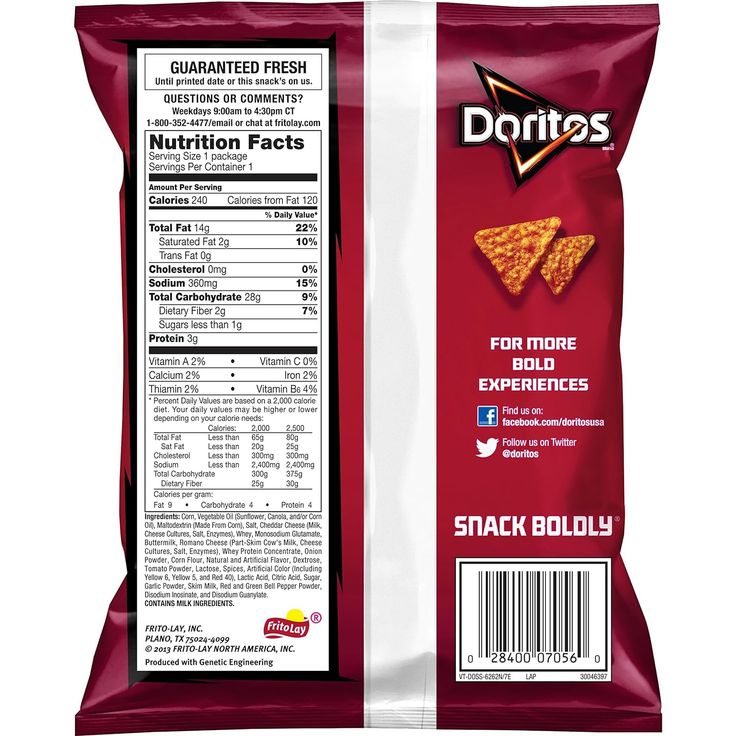 GUARANTEED FRESH
Until printed date or this snack's on us.
QUESTIONS OR COMMENTS?
Weekdays 9:00am to 4:30pm CT
1-800-352-4477/email or chat at fritolay.com
Nutrition Facts
Serving Size 1 package
Servings Per Container 1
Amount Per Serving
Calories 240 Calories from Fat 120
% Daily Value*
Total Fat 14g 22%
Saturated Fat 2g 10%
Trans Fat 0g
Cholesterol 0mg 0%
Sodium 360mg 15%
Total Carbohydrate 28g 9%
Dietary Fiber 2g 7%
Sugars less than 1g
Protein 3g
Vitamin A 2% • Vitamin C 0%
Calcium 2% • Iron 2%
Thiamin 2% • Vitamin B6 4%
* Percent Daily Values are based on a 2,000 calorie
diet. Your daily values may be higher or lower
depending on your calorie needs:
Calories: 2,000 2,500
Total Fat Less than 65g 80g
Sat Fat Less than 20g 25g
Cholesterol Less than 300mg 300mg
Sodium Less than 2,400mg 2,400mg
Total Carbohydrate 300g 375g
Dietary Fiber 25g 30g
Calories per gram:
Fat 9 • Carbohydrate 4 • Protein 4
Ingredients: Corn, Vegetable Oil (Sunflower, Canola, and/or Corn
Oil), Maltodextrin (Made From Corn), Salt, Cheddar Cheese (Milk,
Cheese Cultures, Salt, Enzymes), Whey, Monosodium Glutamate,
Buttermilk, Romano Cheese (Part-Skim Cow's Milk, Cheese
Cultures, Salt, Enzymes), Whey Protein Concentrate, Onion
Powder, Corn Flour, Natural and Artificial Flavor, Dextrose,
Tomato Powder, Lactose, Spices, Artificial Color (Including
Yellow 6, Yellow 5, and Red 40), Lactic Acid, Citric Acid, Sugar,
Garlic Powder, Skim Milk, Red and Green Bell Pepper Powder,
Disodium Inosinate, and Disodium Guanylate.
CONTAINS MILK INGREDIENTS.
FritoLay ®
FRITO-LAY, INC.
PLANO, TX 75024-4099
© 2013 FRITO-LAY NORTH AMERICA, INC.
Produced with Genetic Engineering
Doritos ®
FOR MORE
BOLD
EXPERIENCES
f Find us on:
facebook.com/doritosusa
Follow us on Twitter
@doritos
SNACK BOLDLY®
0 28400 07056 0
VT-DOSS-6262N/7E LAP 30046397